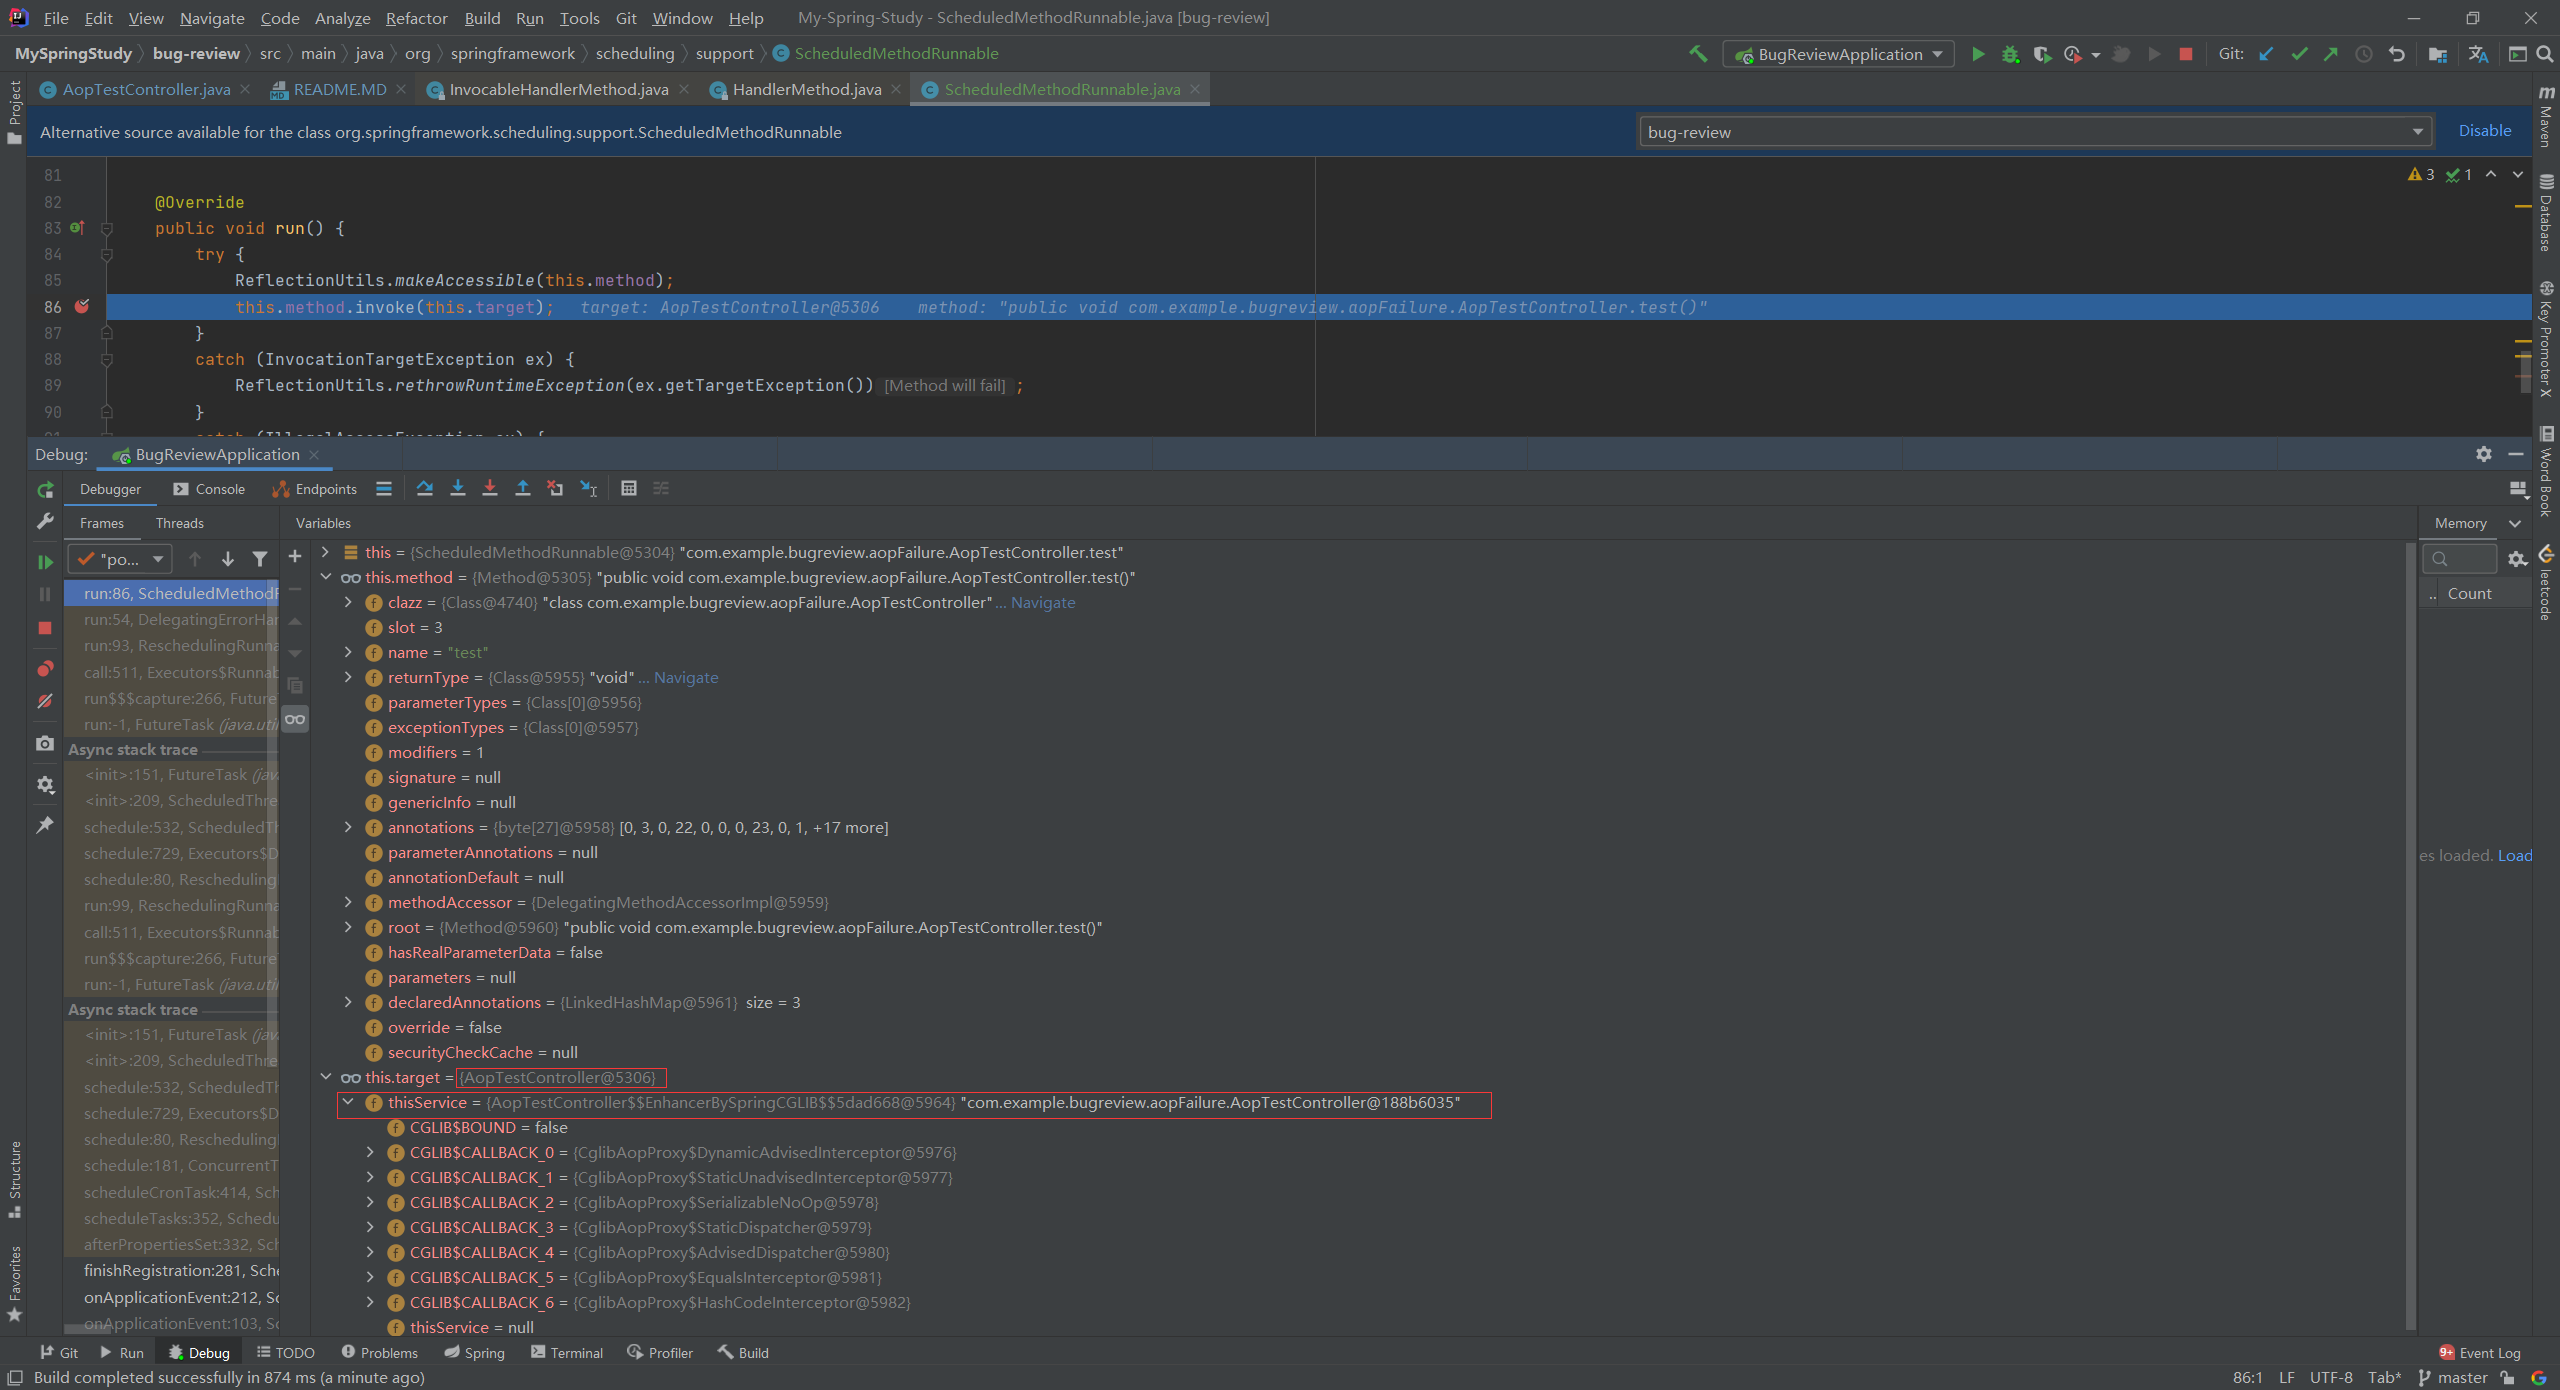 File Edit View Navigate Code Analyze Refactor Build Run Tools Git Window Help My-Spring-Study - ScheduledMethodRunnable.java [bug-review]
MySpringStudy bug-review src main java org springframework scheduling support ScheduledMethodRunnable BugReviewApplication Git:
AopTestController.java README.MD InvocableHandlerMethod.java HandlerMethod.java ScheduledMethodRunnable.java
Alternative source available for the class org.springframework.scheduling.support.ScheduledMethodRunnable bug-review Disable
81 3 1
82 @Override
83 public void run() {
84 try {
85 ReflectionUtils.makeAccessible(this.method);
86 this.method.invoke(this.target); target: AopTestController@5306 method: "public void com.example.bugreview.aopFailure.AopTestController.test()"
87 }
88 catch (InvocationTargetException ex) {
89 ReflectionUtils.rethrowRuntimeException(ex.getTargetException()) [Method will fail] ;
90 }
Debug: BugReviewApplication
Debugger Console Endpoints
Frames Threads
"po...
run:86, ScheduledMethodR
run:54, DelegatingErrorHan
run:93, ReschedulingRunna
call:511, Executors$Runnab
run$$$capture:266, Future
run:-1, FutureTask (java.uti
Async stack trace
<init>:151, FutureTask (java
<init>:209, ScheduledThre
schedule:532, ScheduledTh
schedule:729, Executors$D
schedule:80, Rescheduling
run:99, ReschedulingRunna
call:511, Executors$Runnab
run$$$capture:266, Future
run:-1, FutureTask (java.uti
Async stack trace
<init>:151, FutureTask (java
<init>:209, ScheduledThre
schedule:532, ScheduledTh
schedule:729, Executors$D
schedule:80, Rescheduling
schedule:181, ConcurrentT
scheduleCronTask:414, Sch
scheduleTasks:352, Schedu
afterPropertiesSet:332, Sch
finishRegistration:281, Sche
onApplicationEvent:212, Sc
onApplicationEvent:103, Sc
Variables
this = {ScheduledMethodRunnable@5304} "com.example.bugreview.aopFailure.AopTestController.test"
this.method = {Method@5305} "public void com.example.bugreview.aopFailure.AopTestController.test()"
clazz = {Class@4740} "class com.example.bugreview.aopFailure.AopTestController" ... Navigate
slot = 3
name = "test"
returnType = {Class@5955} "void" ... Navigate
parameterTypes = {Class[0]@5956}
exceptionTypes = {Class[0]@5957}
modifiers = 1
signature = null
genericInfo = null
annotations = {byte[27]@5958} [0, 3, 0, 22, 0, 0, 0, 23, 0, 1, +17 more]
parameterAnnotations = null
annotationDefault = null
methodAccessor = {DelegatingMethodAccessorImpl@5959}
root = {Method@5960} "public void com.example.bugreview.aopFailure.AopTestController.test()"
hasRealParameterData = false
parameters = null
declaredAnnotations = {LinkedHashMap@5961} size = 3
override = false
securityCheckCache = null
this.target = {AopTestController@5306}
thisService = {AopTestController$$EnhancerBySpringCGLIB$$5dad668@5964} "com.example.bugreview.aopFailure.AopTestController@188b6035"
CGLIB$BOUND = false
CGLIB$CALLBACK_0 = {CglibAopProxy$DynamicAdvisedInterceptor@5976}
CGLIB$CALLBACK_1 = {CglibAopProxy$StaticUnadvisedInterceptor@5977}
CGLIB$CALLBACK_2 = {CglibAopProxy$SerializableNoOp@5978}
CGLIB$CALLBACK_3 = {CglibAopProxy$StaticDispatcher@5979}
CGLIB$CALLBACK_4 = {CglibAopProxy$AdvisedDispatcher@5980}
CGLIB$CALLBACK_5 = {CglibAopProxy$EqualsInterceptor@5981}
CGLIB$CALLBACK_6 = {CglibAopProxy$HashCodeInterceptor@5982}
thisService = null
Memory
.. Count
es loaded. Load
Project
Structure
Favorites
Maven
Database
Key Promoter X
Word Book
leetcode
Git Run Debug TODO Problems Spring Terminal Profiler Build 9+ Event Log
Build completed successfully in 874 ms (a minute ago) 86:1 LF UTF-8 Tab* master